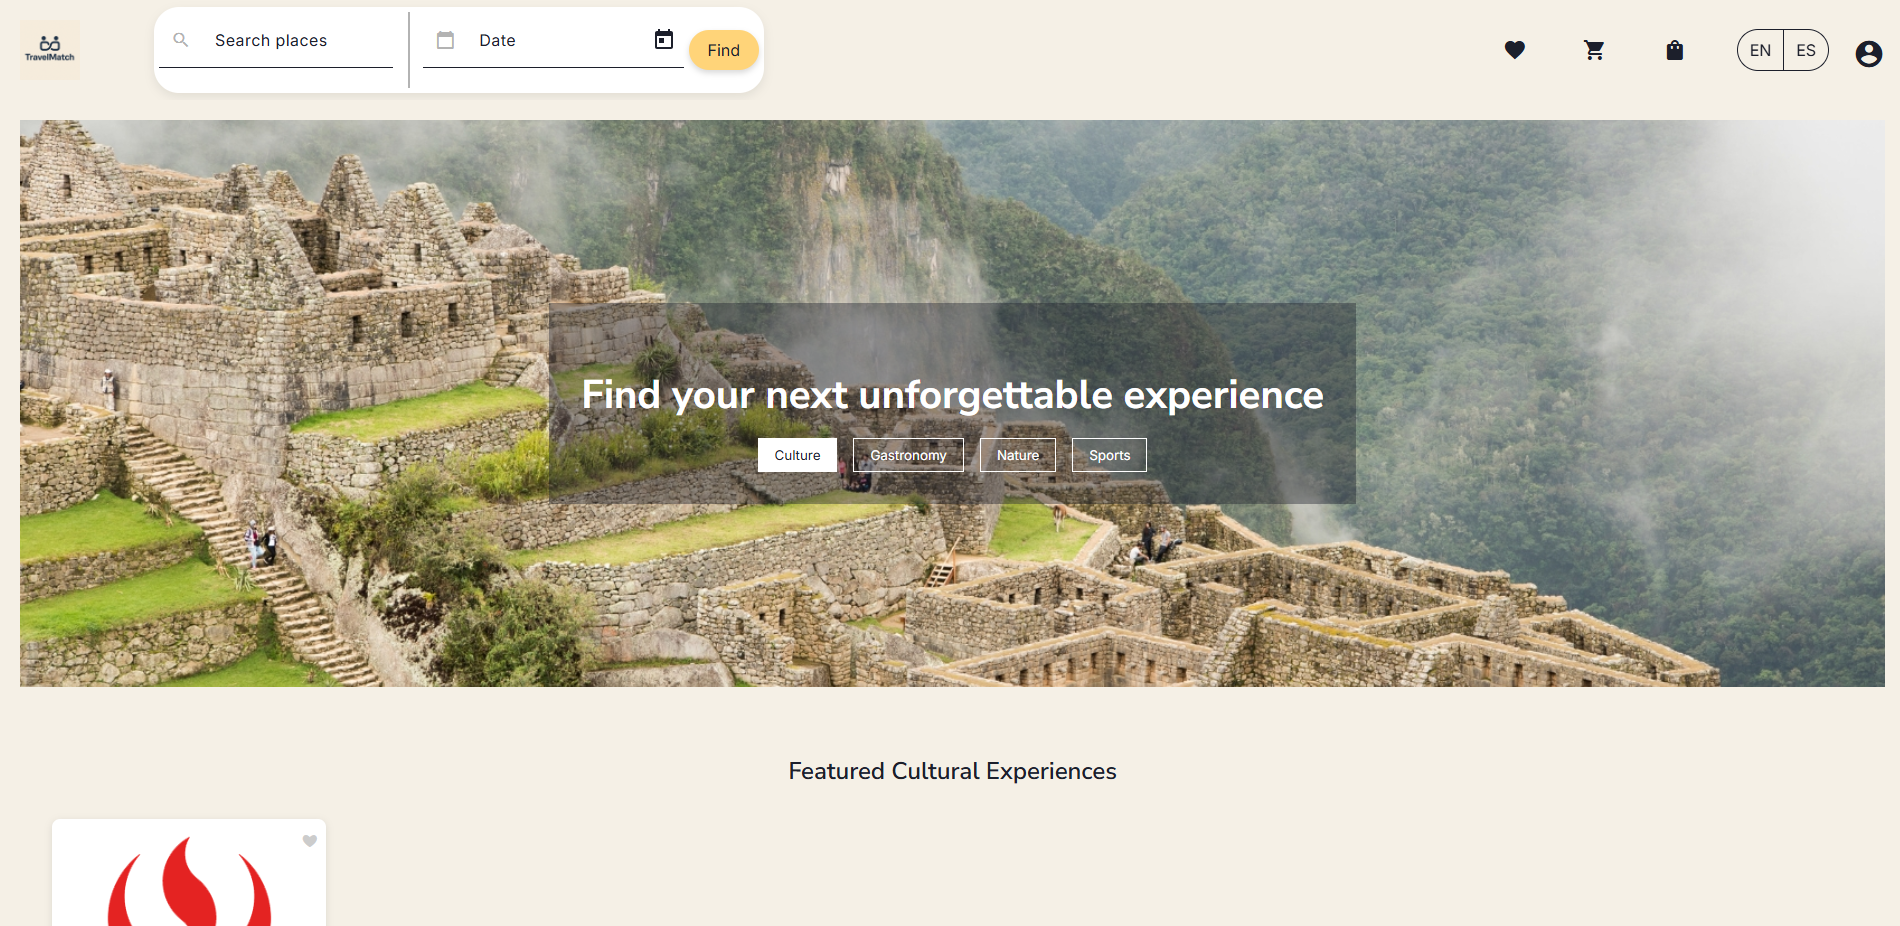 TravelMatch
Search places
Date
Find
EN
ES
Find your next unforgettable experience
Culture
Gastronomy
Nature
Sports
Featured Cultural Experiences